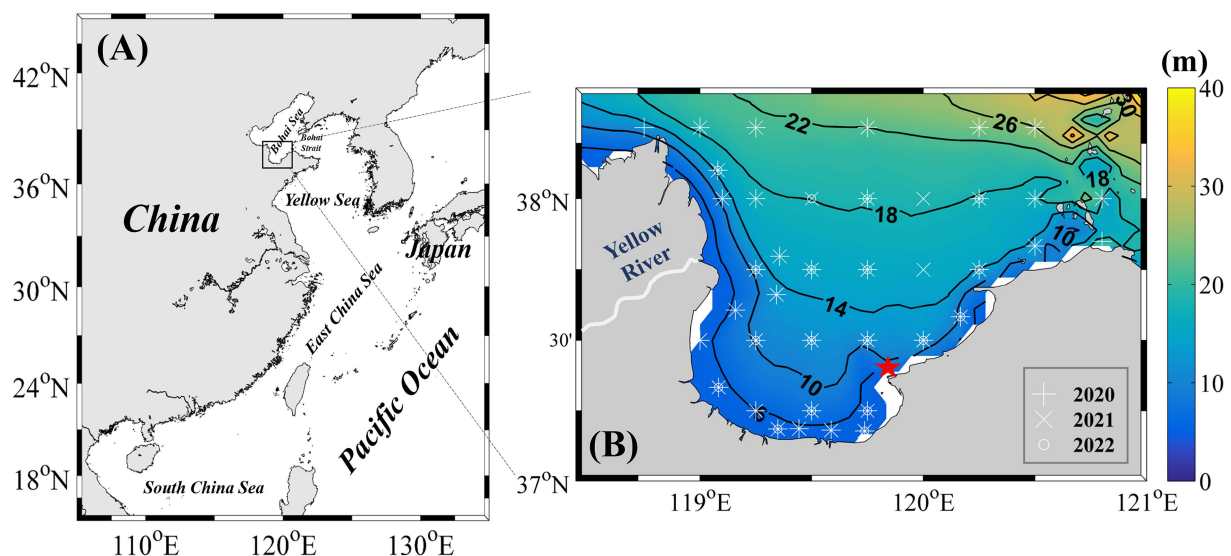 (A)
42°N
36°N
30°N
24°N
18°N
110°E
120°E
130°E
Bohai Sea
Bohai
Strait
Yellow Sea
China
Japan
East China Sea
Pacific Ocean
South China Sea
(m)
40
30
20
10
0
38°N
30'
37°N
119°E
120°E
121°E
22
26
30
18
18
10
14
10
6
Yellow
River
(B)
2020
2021
2022